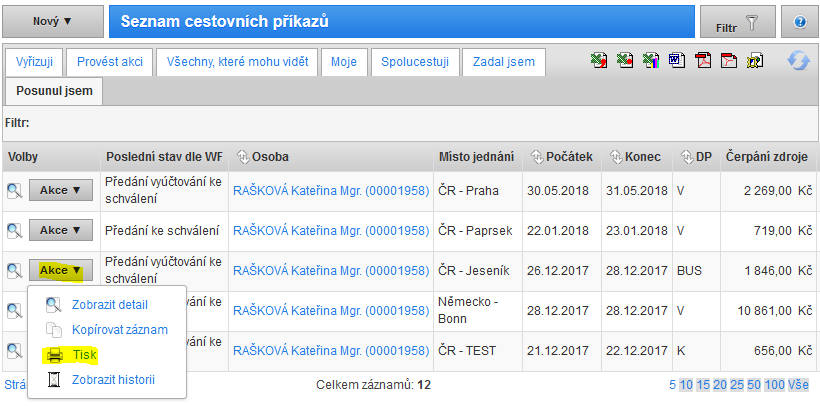 Nový ▼
Seznam cestovních příkazů
Filtr
?
Vyřizuji
Provést akci
Všechny, které mohu vidět
Moje
Spolucestuji
Zadal jsem
Posunul jsem
Filtr:
Volby Poslední stav dle WF Osoba Místo jednání Počátek Konec DP Čerpání zdroje
Akce ▼ Předání vyúčtování ke schválení RAŠKOVÁ Kateřina Mgr. (00001958) ČR - Praha 30.05.2018 31.05.2018 V 2 269,00 Kč
Akce ▼ Předání ke schválení RAŠKOVÁ Kateřina Mgr. (00001958) ČR - Paprsek 22.01.2018 23.01.2018 V 719,00 Kč
Akce ▼ Předání vyúčtování ke schválení RAŠKOVÁ Kateřina Mgr. (00001958) ČR - Jeseník 26.12.2017 28.12.2017 BUS 1 846,00 Kč
ke RAŠKOVÁ Kateřina Mgr. (00001958) Německo - Bonn 28.12.2017 28.12.2017 V 10 861,00 Kč
ke RAŠKOVÁ Kateřina Mgr. (00001958) ČR - TEST 21.12.2017 22.12.2017 K 656,00 Kč
Zobrazit detail
Kopírovat záznam
Tisk
Zobrazit historii
Strá
Celkem záznamů: 12
5 10 15 20 25 50 100 Vše